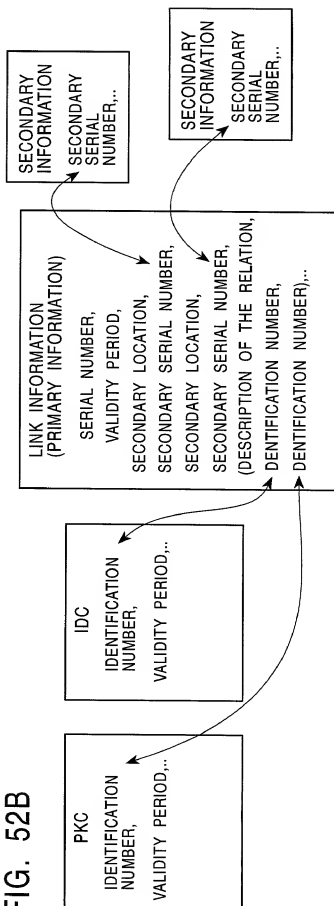 FIG. 52B
PKC
IDENTIFICATION
NUMBER,
VALIDITY PERIOD,..
IDC
IDENTIFICATION
NUMBER,
VALIDITY PERIOD,..
LINK INFORMATION
(PRIMARY INFORMATION)
SERIAL NUMBER,
VALIDITY PERIOD,
SECONDARY LOCATION,
SECONDARY SERIAL NUMBER,
SECONDARY LOCATION,
SECONDARY SERIAL NUMBER,
(DESCRIPTION OF THE RELATION,
DENTIFICATION NUMBER,
DENTIFICATION NUMBER),..
SECONDARY
INFORMATION
SECONDARY
SERIAL
NUMBER,..
SECONDARY
INFORMATION
SECONDARY
SERIAL
NUMBER,..